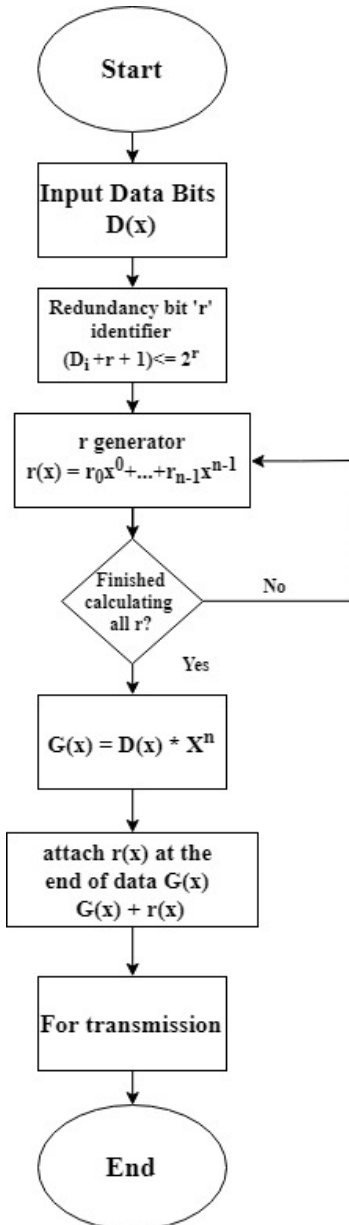 Start
Input Data Bits
D(x)
Redundancy bit 'r'
identifier
(Dᵢ +r + 1)<= 2ʳ
r generator
r(x) = r₀x⁰+...+rₙ₋₁xⁿ⁻¹
Finished
calculating
all r?
No
Yes
G(x) = D(x) * Xⁿ
attach r(x) at the
end of data G(x)
G(x) + r(x)
For transmission
End